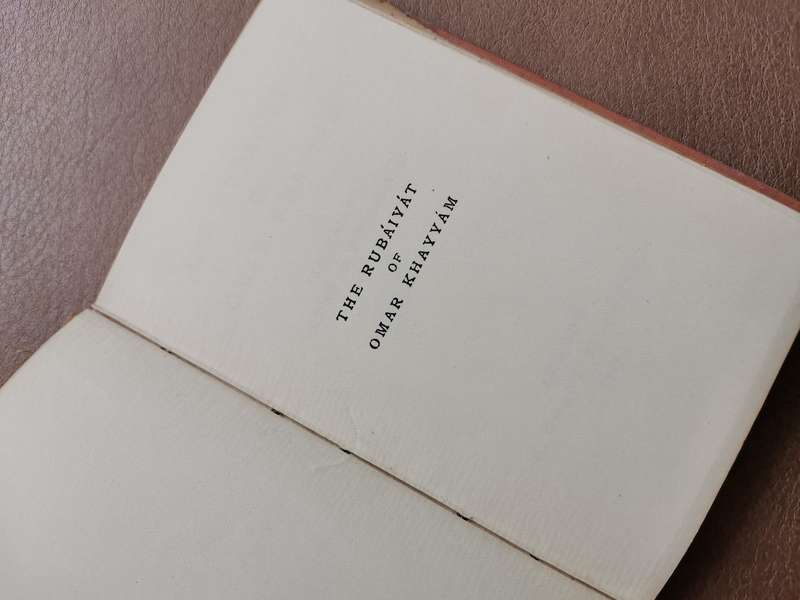 THE RUBÁIYÁT
OF
OMAR KHAYYÁM